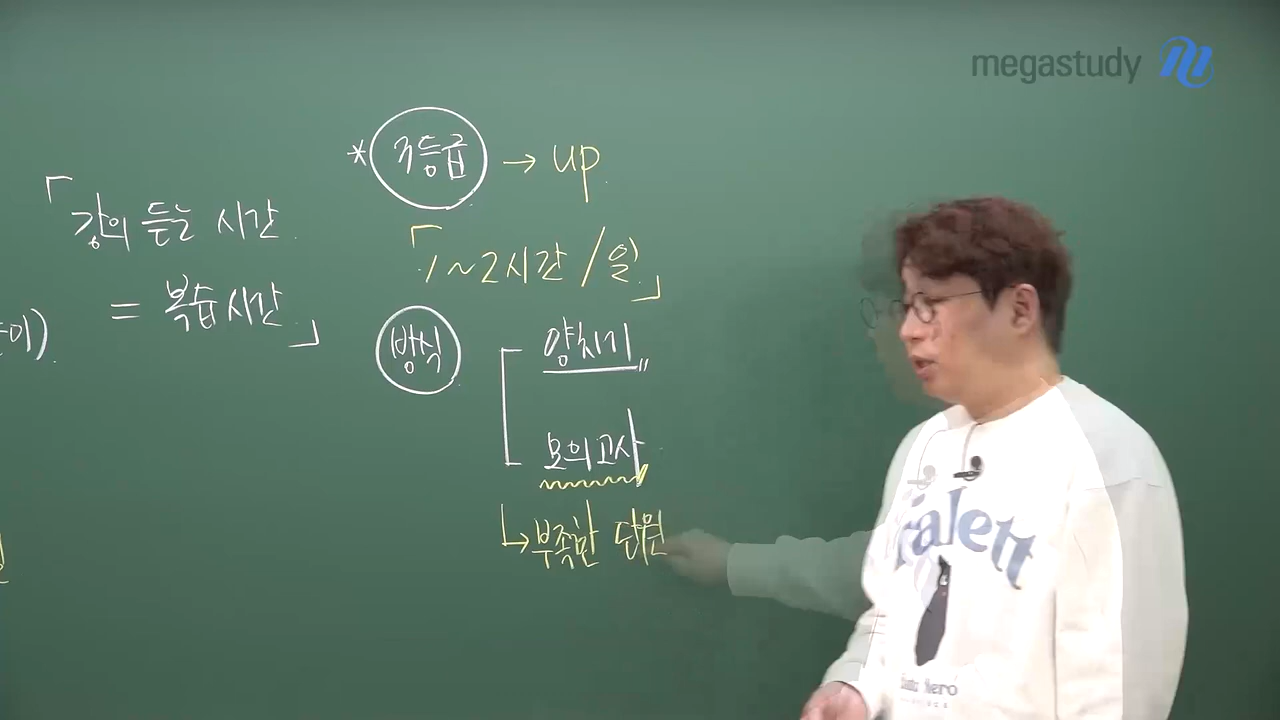 megastudy
「강의 듣는 시간
= 복습시간」
* 3등급 → up
「1~2시간 / 일」
방식
양치기
모의고사
→ 부족한 단원